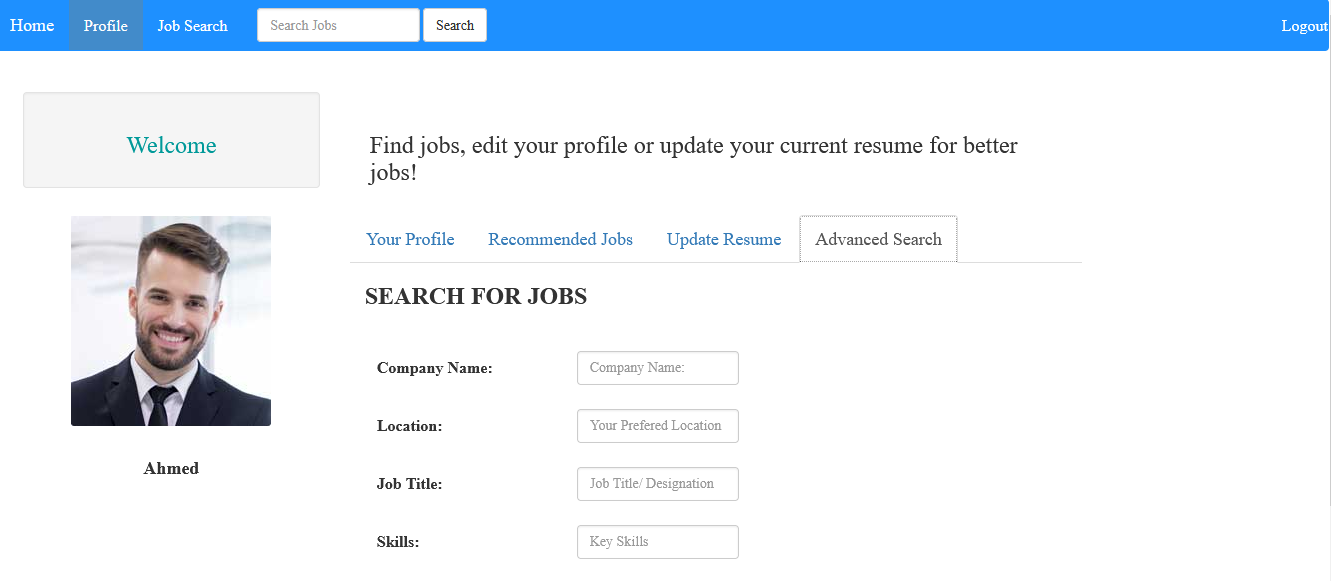 Home Profile Job Search Search Jobs Search Logout
Welcome
Find jobs, edit your profile or update your current resume for better
jobs!
Your Profile Recommended Jobs Update Resume Advanced Search
SEARCH FOR JOBS
Company Name: Company Name:
Location: Your Prefered Location
Job Title: Job Title/ Designation
Skills: Key Skills
Ahmed